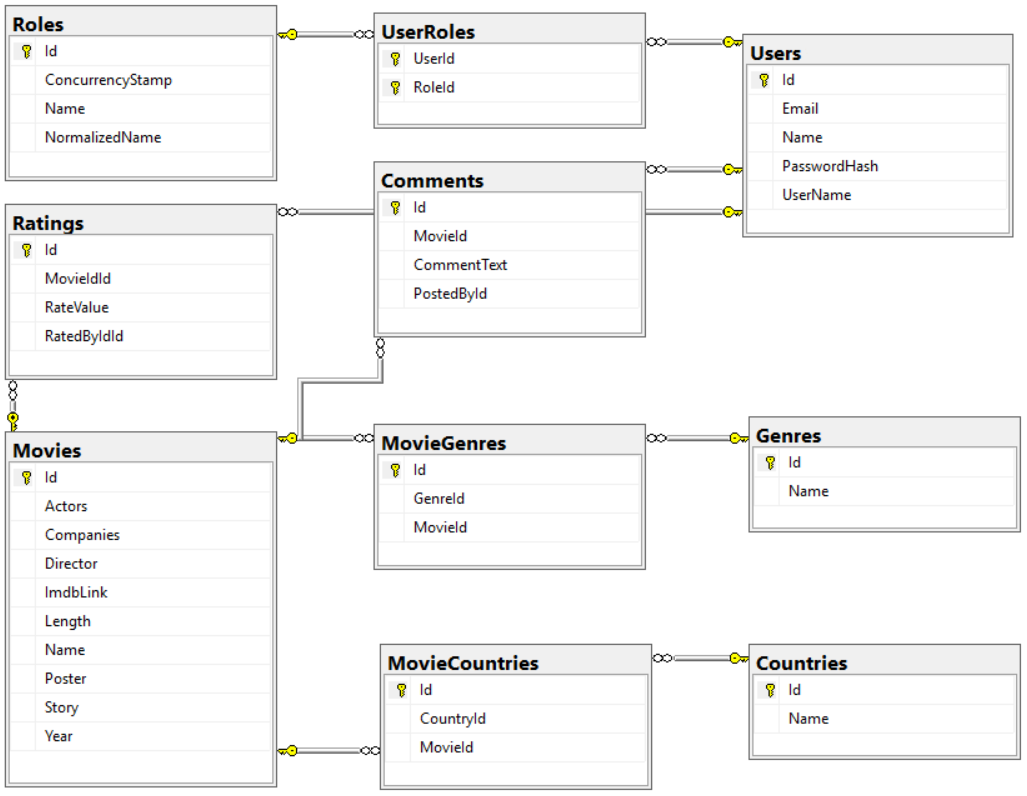 Roles
Id
ConcurrencyStamp
Name
NormalizedName
UserRoles
UserId
RoleId
Users
Id
Email
Name
PasswordHash
UserName
Comments
Id
MovieId
CommentText
PostedById
Ratings
Id
MovieIdId
RateValue
RatedByIdId
Movies
Id
Actors
Companies
Director
ImdbLink
Length
Name
Poster
Story
Year
MovieGenres
Id
GenreId
MovieId
Genres
Id
Name
MovieCountries
Id
CountryId
MovieId
Countries
Id
Name